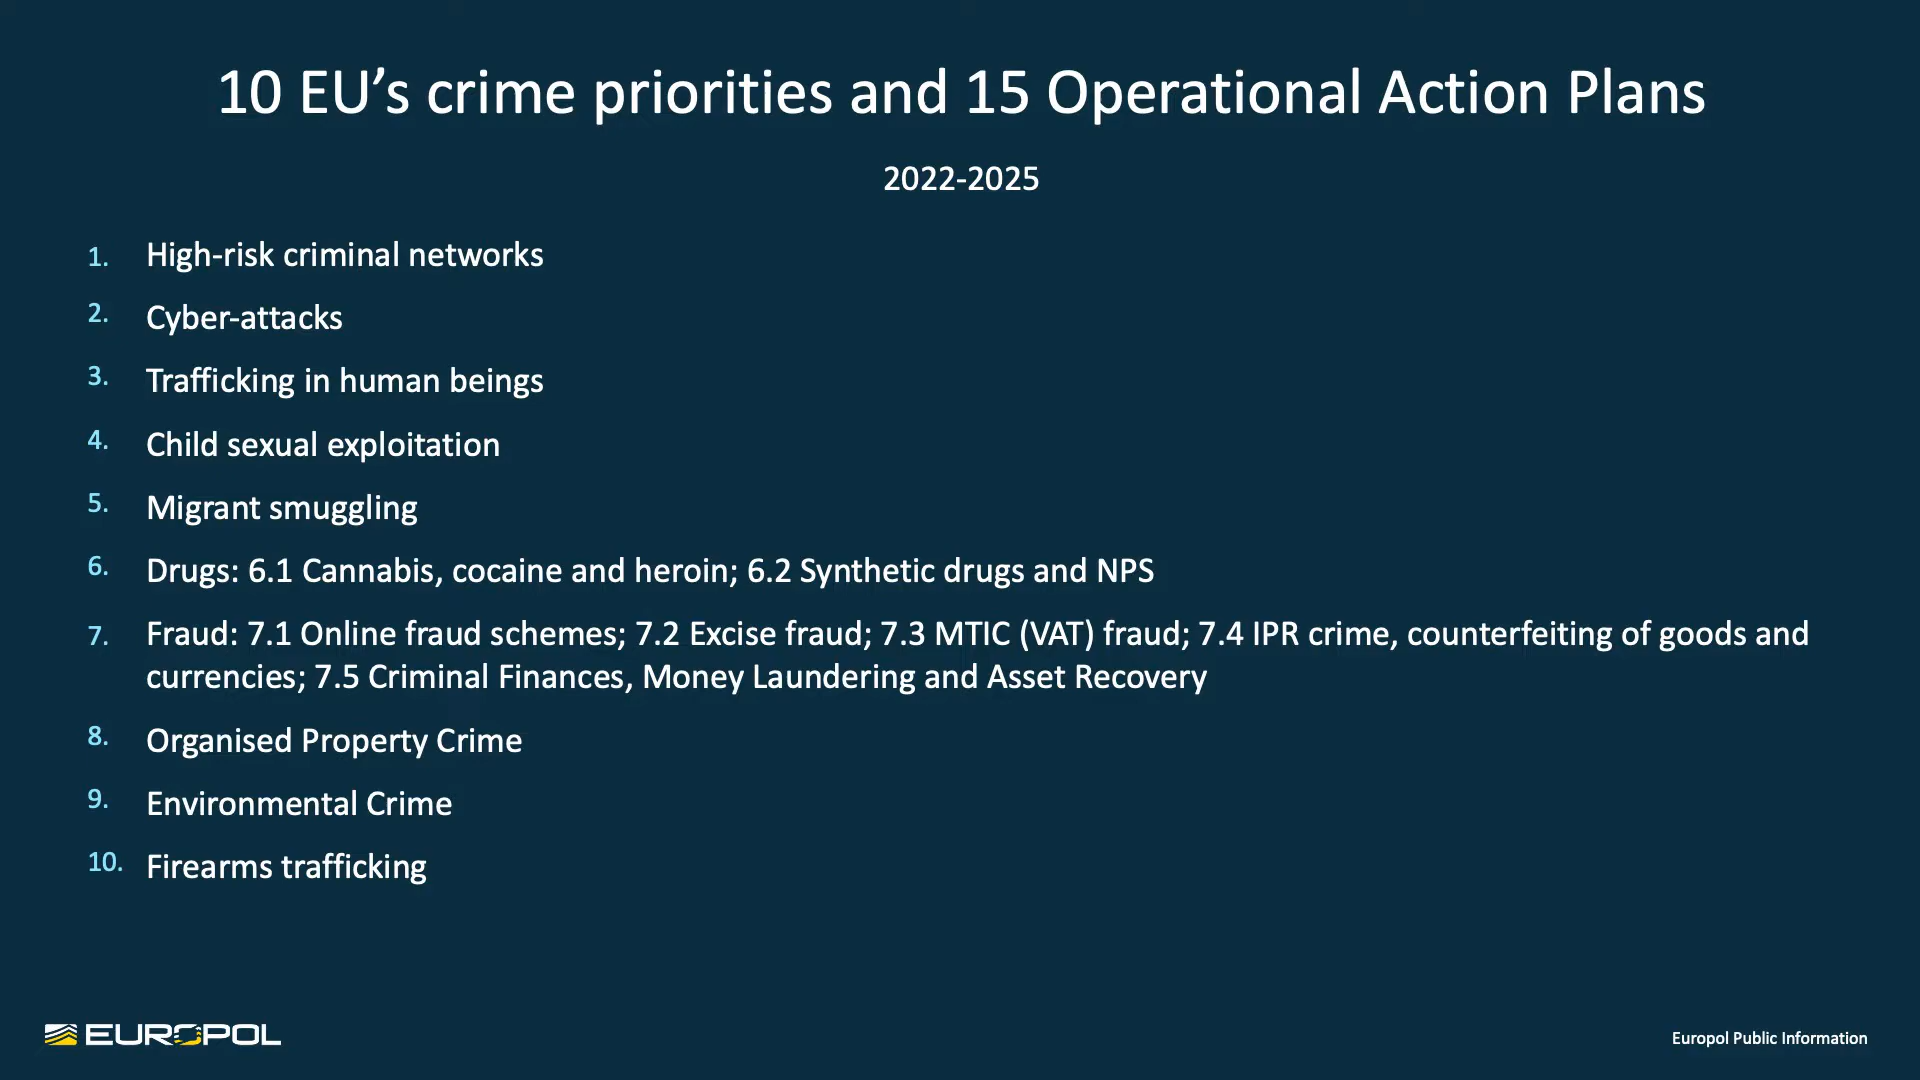 10 EU’s crime priorities and 15 Operational Action Plans
2022-2025
1. High-risk criminal networks
2. Cyber-attacks
3. Trafficking in human beings
4. Child sexual exploitation
5. Migrant smuggling
6. Drugs: 6.1 Cannabis, cocaine and heroin; 6.2 Synthetic drugs and NPS
7. Fraud: 7.1 Online fraud schemes; 7.2 Excise fraud; 7.3 MTIC (VAT) fraud; 7.4 IPR crime, counterfeiting of goods and
currencies; 7.5 Criminal Finances, Money Laundering and Asset Recovery
8. Organised Property Crime
9. Environmental Crime
10. Firearms trafficking
EUROPOL
Europol Public Information